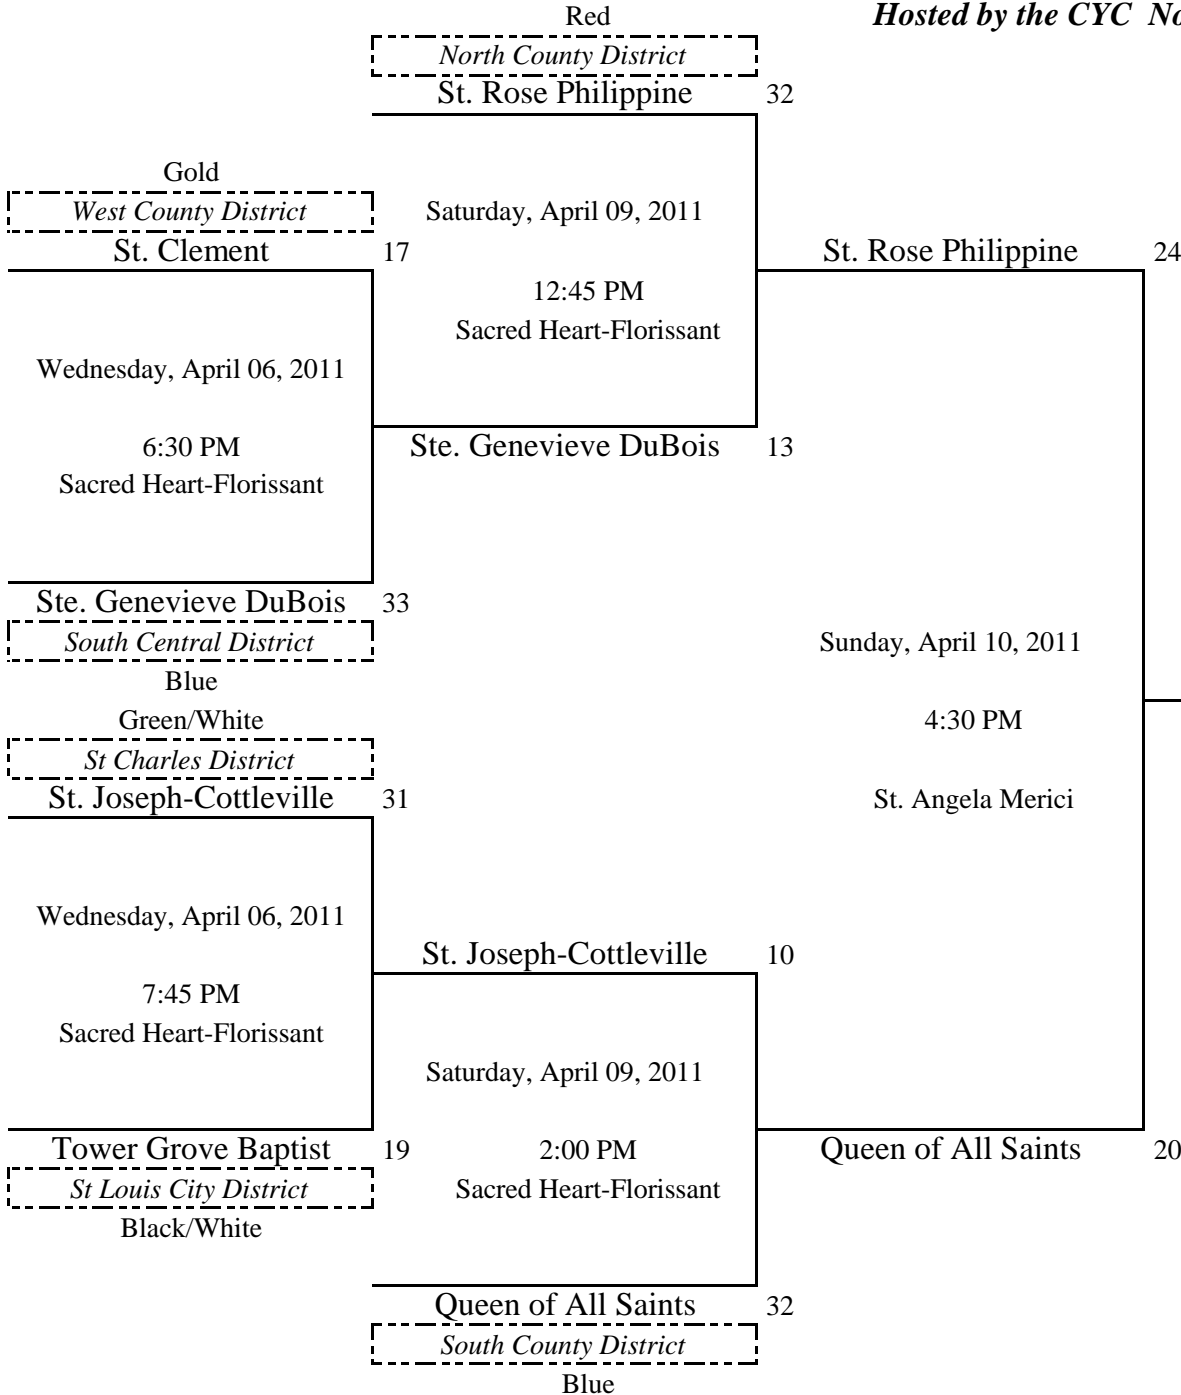 Hosted by the CYC
Red
North County District
St. Rose Philippine 32
Gold
West County District
Saturday, April 09, 2011
St. Clement 17
St. Rose Philippine 24
12:45 PM
Sacred Heart-Florissant
Wednesday, April 06, 2011
6:30 PM
Ste. Genevieve DuBois 13
Sacred Heart-Florissant
Ste. Genevieve DuBois 33
South Central District
Sunday, April 10, 2011
Blue
Green/White
4:30 PM
St Charles District
St. Joseph-Cottleville 31
St. Angela Merici
Wednesday, April 06, 2011
St. Joseph-Cottleville 10
7:45 PM
Sacred Heart-Florissant
Saturday, April 09, 2011
Tower Grove Baptist 19
2:00 PM
Queen of All Saints 20
St Louis City District
Sacred Heart-Florissant
Black/White
Queen of All Saints 32
South County District
Blue